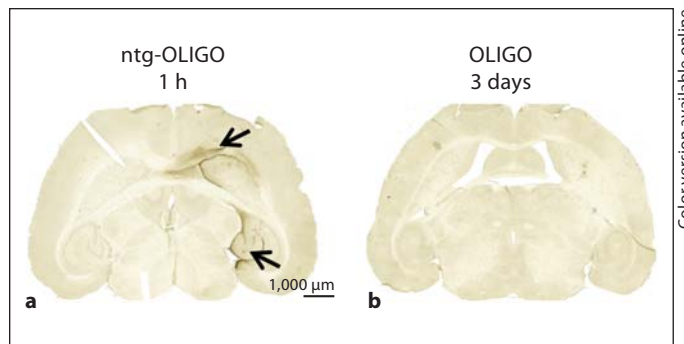 ntg-OLIGO
1 h
OLIGO
3 days
1,000 μm
a
b
Color version available online